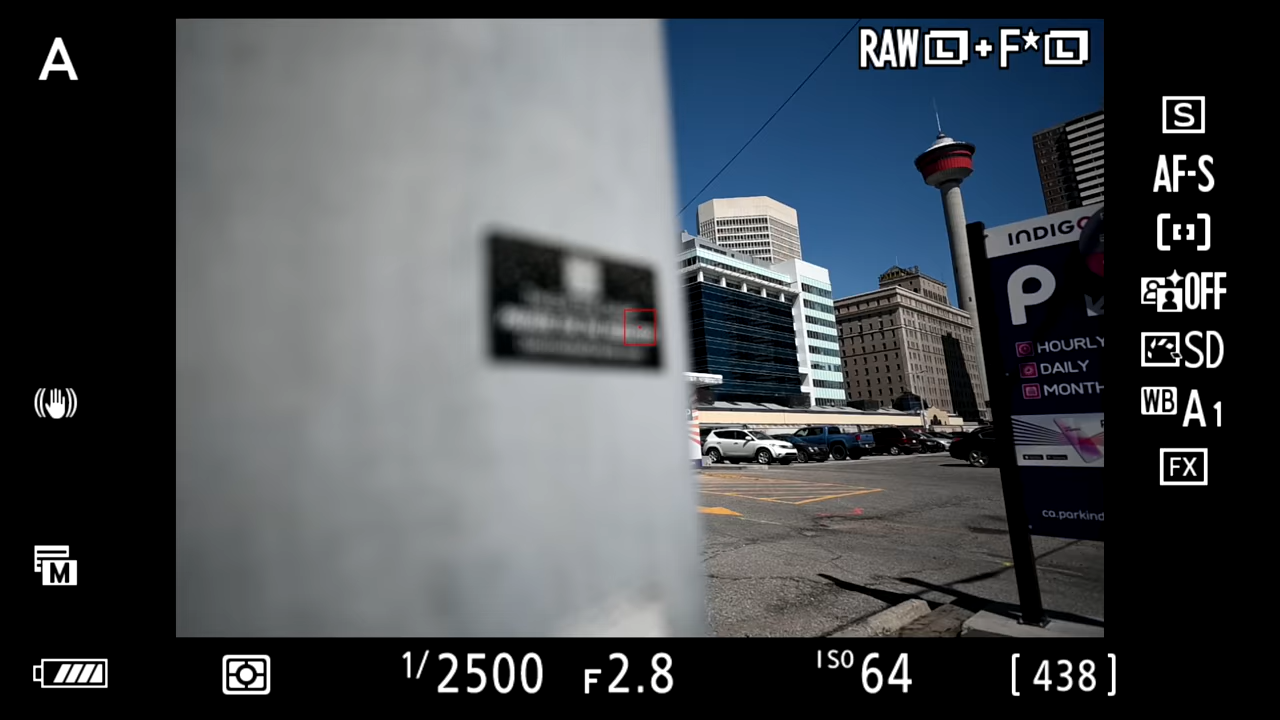 A
RAW L + F★ L
S
AF-S
OFF
SD
WB A1
FX
INDIGO
P
HOURLY
DAILY
MONTH
ca.parkind
M
1/2500
F2.8
ISO 64
[438]